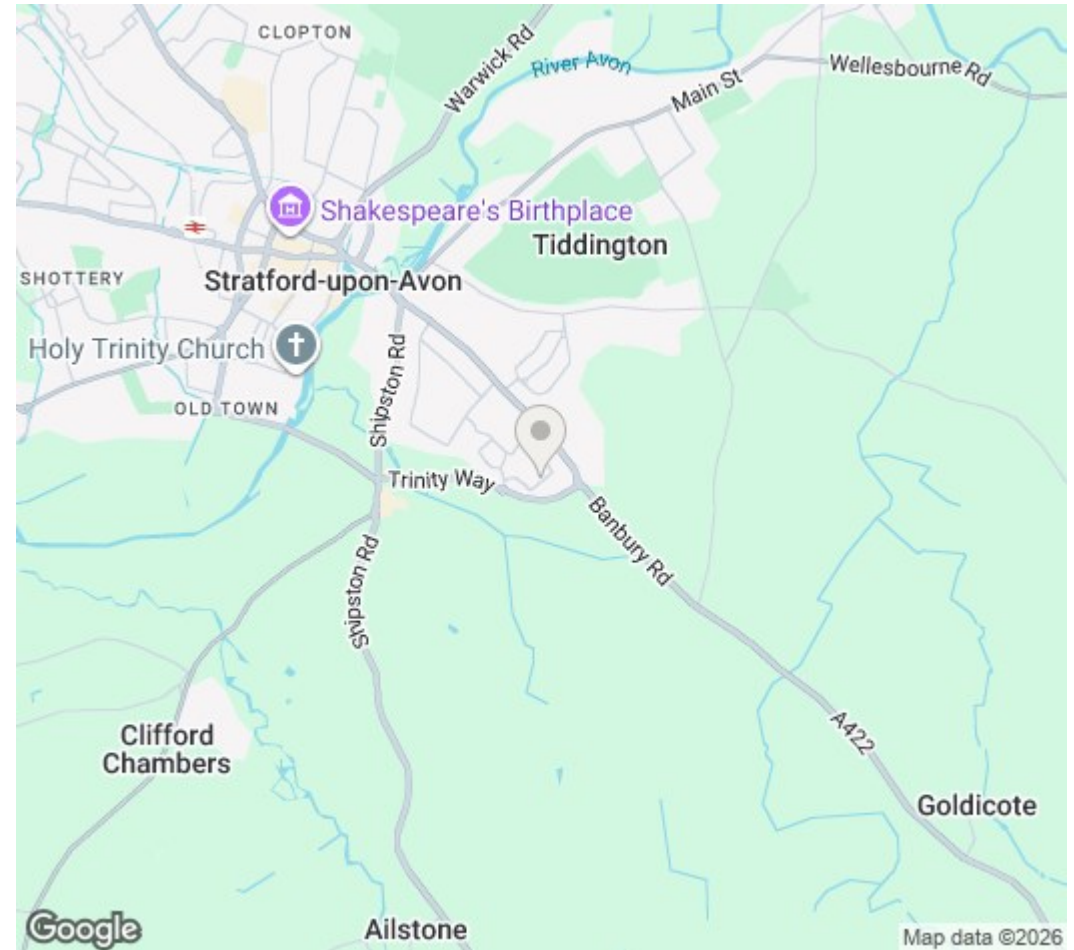 CLOPTON
Warwick Rd
River Avon
Main St
Wellesbourne Rd
Shakespeare's Birthplace
Tiddington
SHOTTERY
Stratford-upon-Avon
Holy Trinity Church
Shipston Rd
OLD TOWN
Trinity Way
Banbury Rd
Shipston Rd
Clifford
Chambers
A422
Goldicote
Ailstone
Google
Map data ©2026